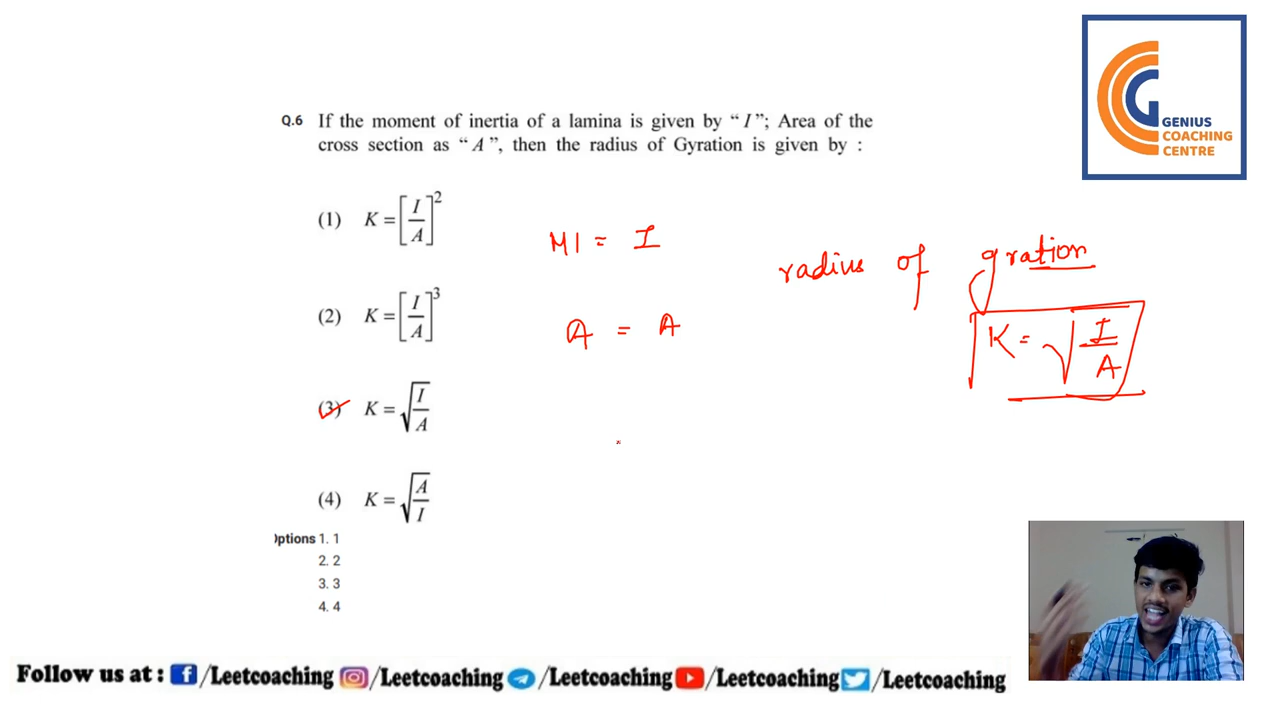 GENIUS
COACHING
CENTRE
Q.6 If the moment of inertia of a lamina is given by “I”; Area of the
cross section as “A”, then the radius of Gyration is given by :
(1) K = [I/A]^2
(2) K = [I/A]^3
(3) K = √(I/A)
(4) K = √(A/I)
MI = I
A = A
radius of gration
K = √(I/A)
ptions 1. 1
2. 2
3. 3
4. 4
Follow us at : f /Leetcoaching /Leetcoaching /Leetcoaching /Leetcoaching /Leetcoaching